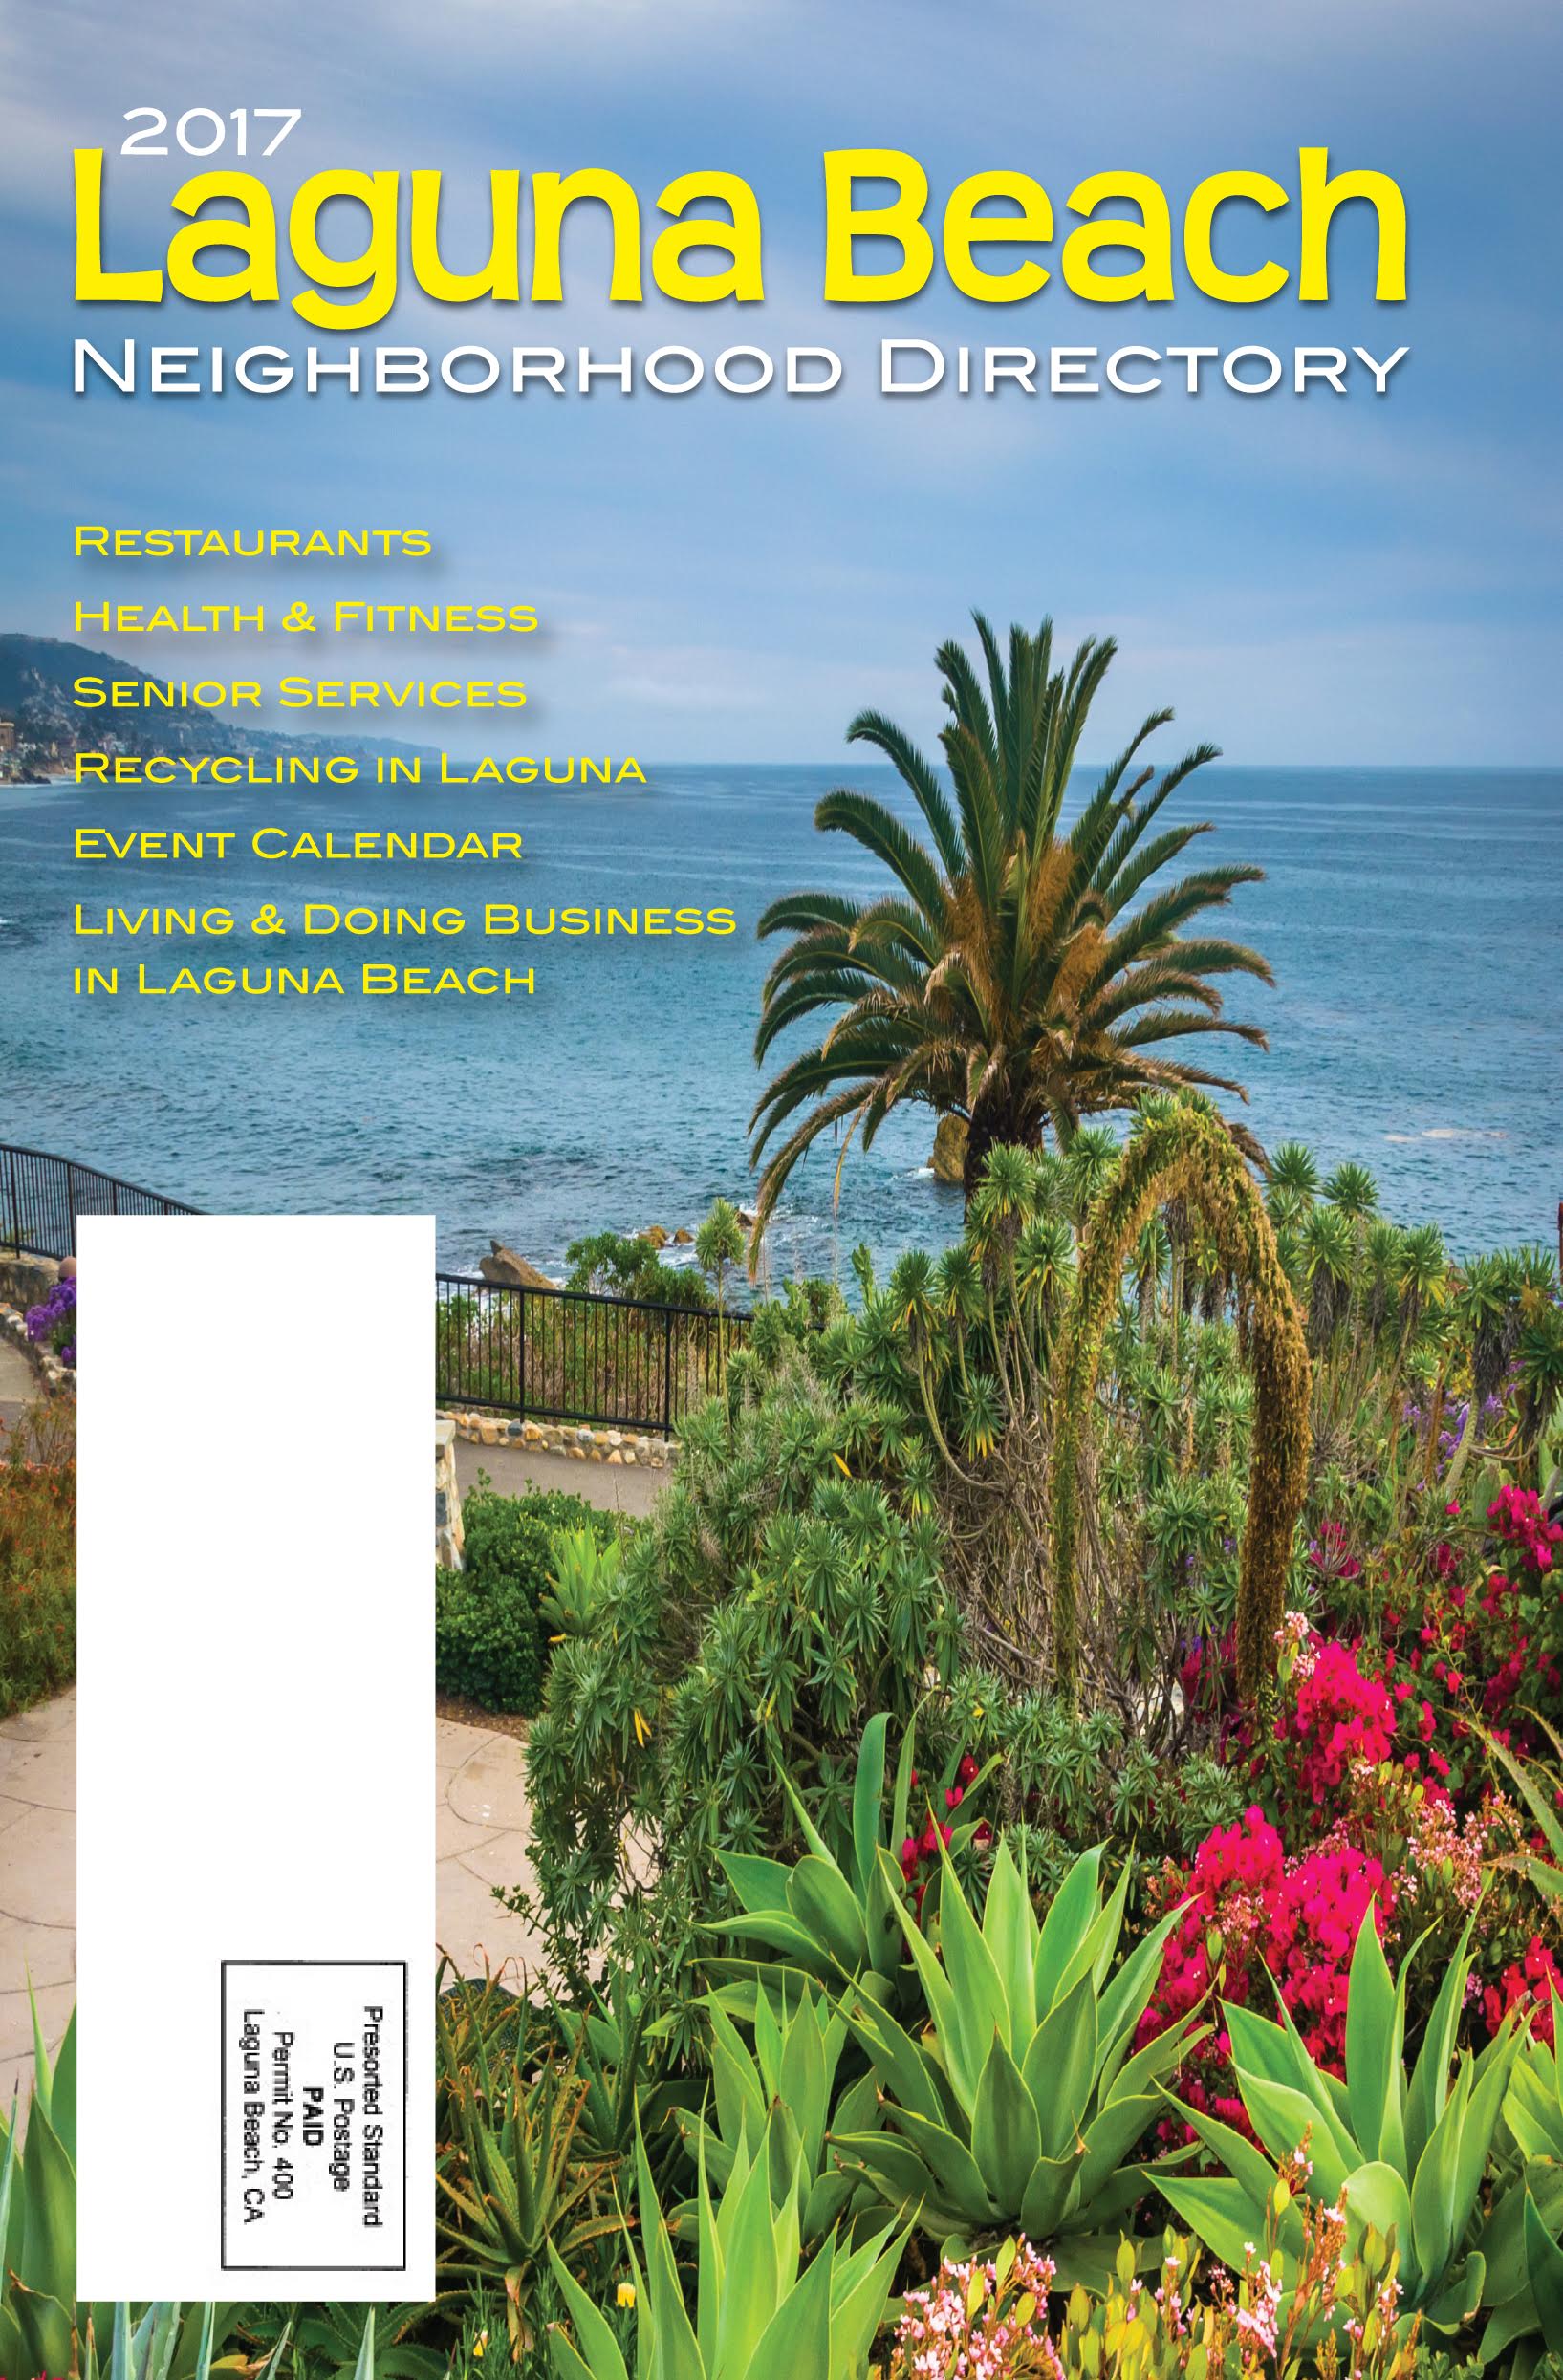 2017
Laguna Beach
Neighborhood Directory
Restaurants
Health & Fitness
Senior Services
Recycling in Laguna
Event Calendar
Living & Doing Business
in Laguna Beach
Presorted Standard
U.S. Postage
PAID
Permit No. 400
Laguna Beach, CA